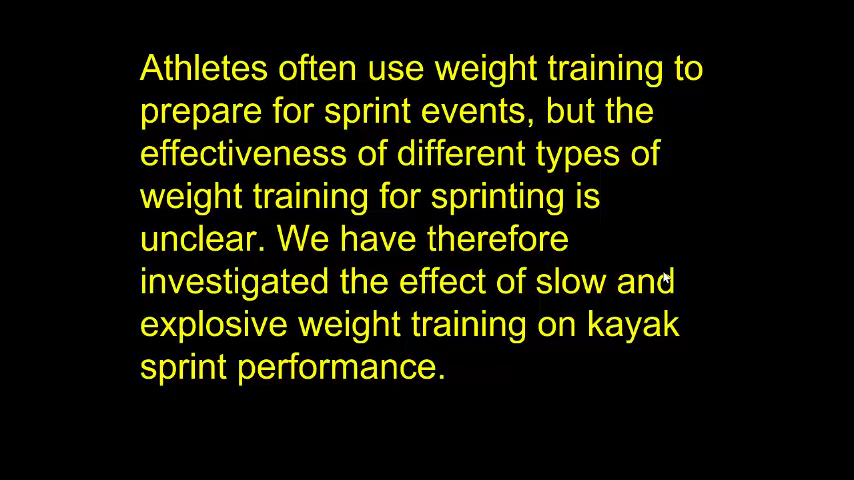 Athletes often use weight training to
prepare for sprint events, but the
effectiveness of different types of
weight training for sprinting is
unclear. We have therefore
investigated the effect of slow and
explosive weight training on kayak
sprint performance.